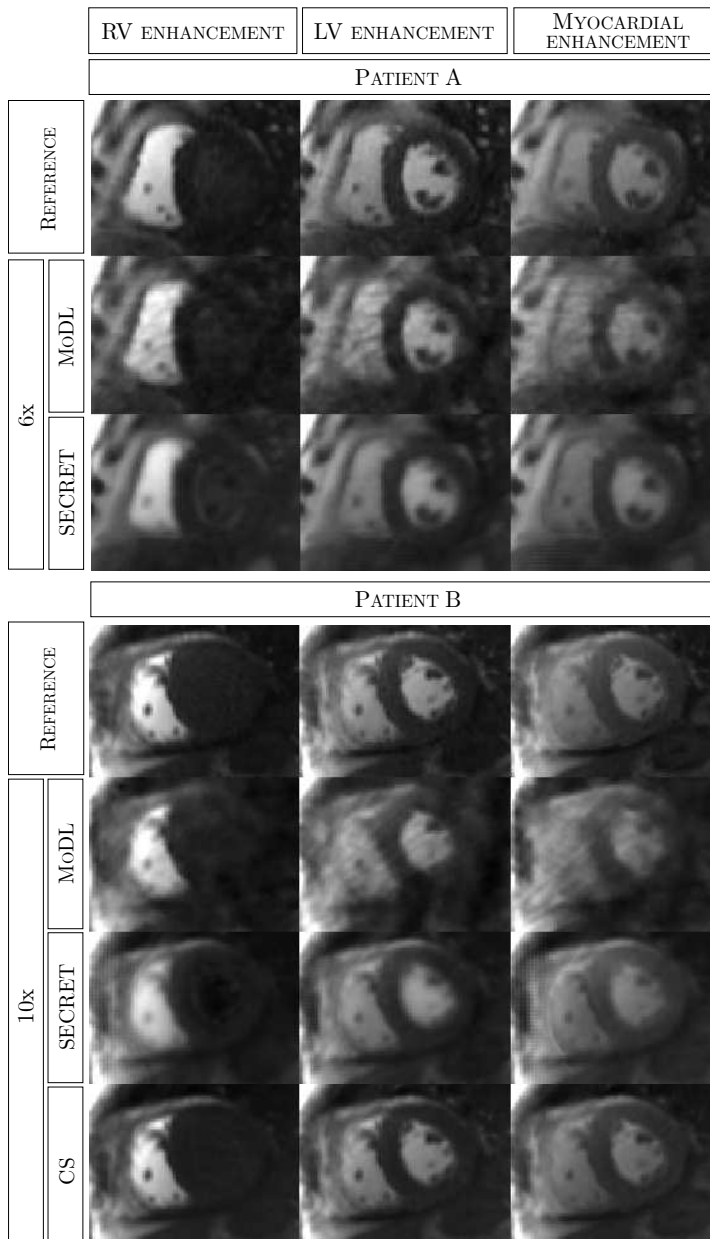 RV ENHANCEMENT
LV ENHANCEMENT
MYOCARDIAL
ENHANCEMENT
PATIENT A
REFERENCE
6x
MoDL
SECRET
PATIENT B
REFERENCE
10x
MoDL
SECRET
CS